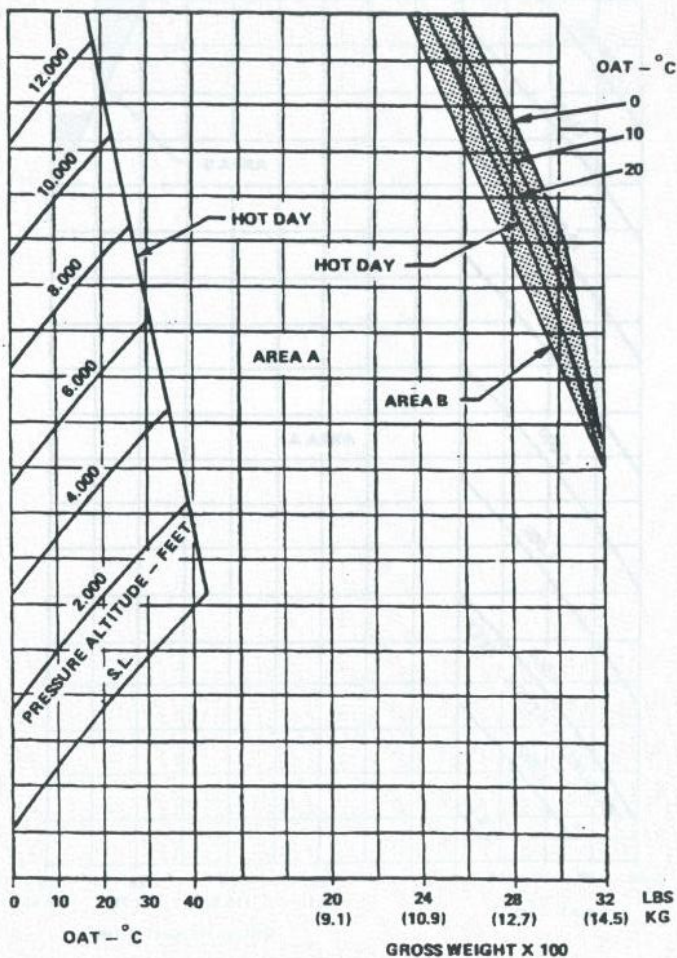 12.000
OAT – °C
0
10
10.000
20
HOT DAY
8.000
HOT DAY
AREA A
6.000
AREA B
4.000
2.000
PRESSURE ALTITUDE – FEET
S.L.
0 10 20 30 40 20 24 28 32 LBS
(9.1) (10.9) (12.7) (14.5) KG
OAT – °C
GROSS WEIGHT X 100